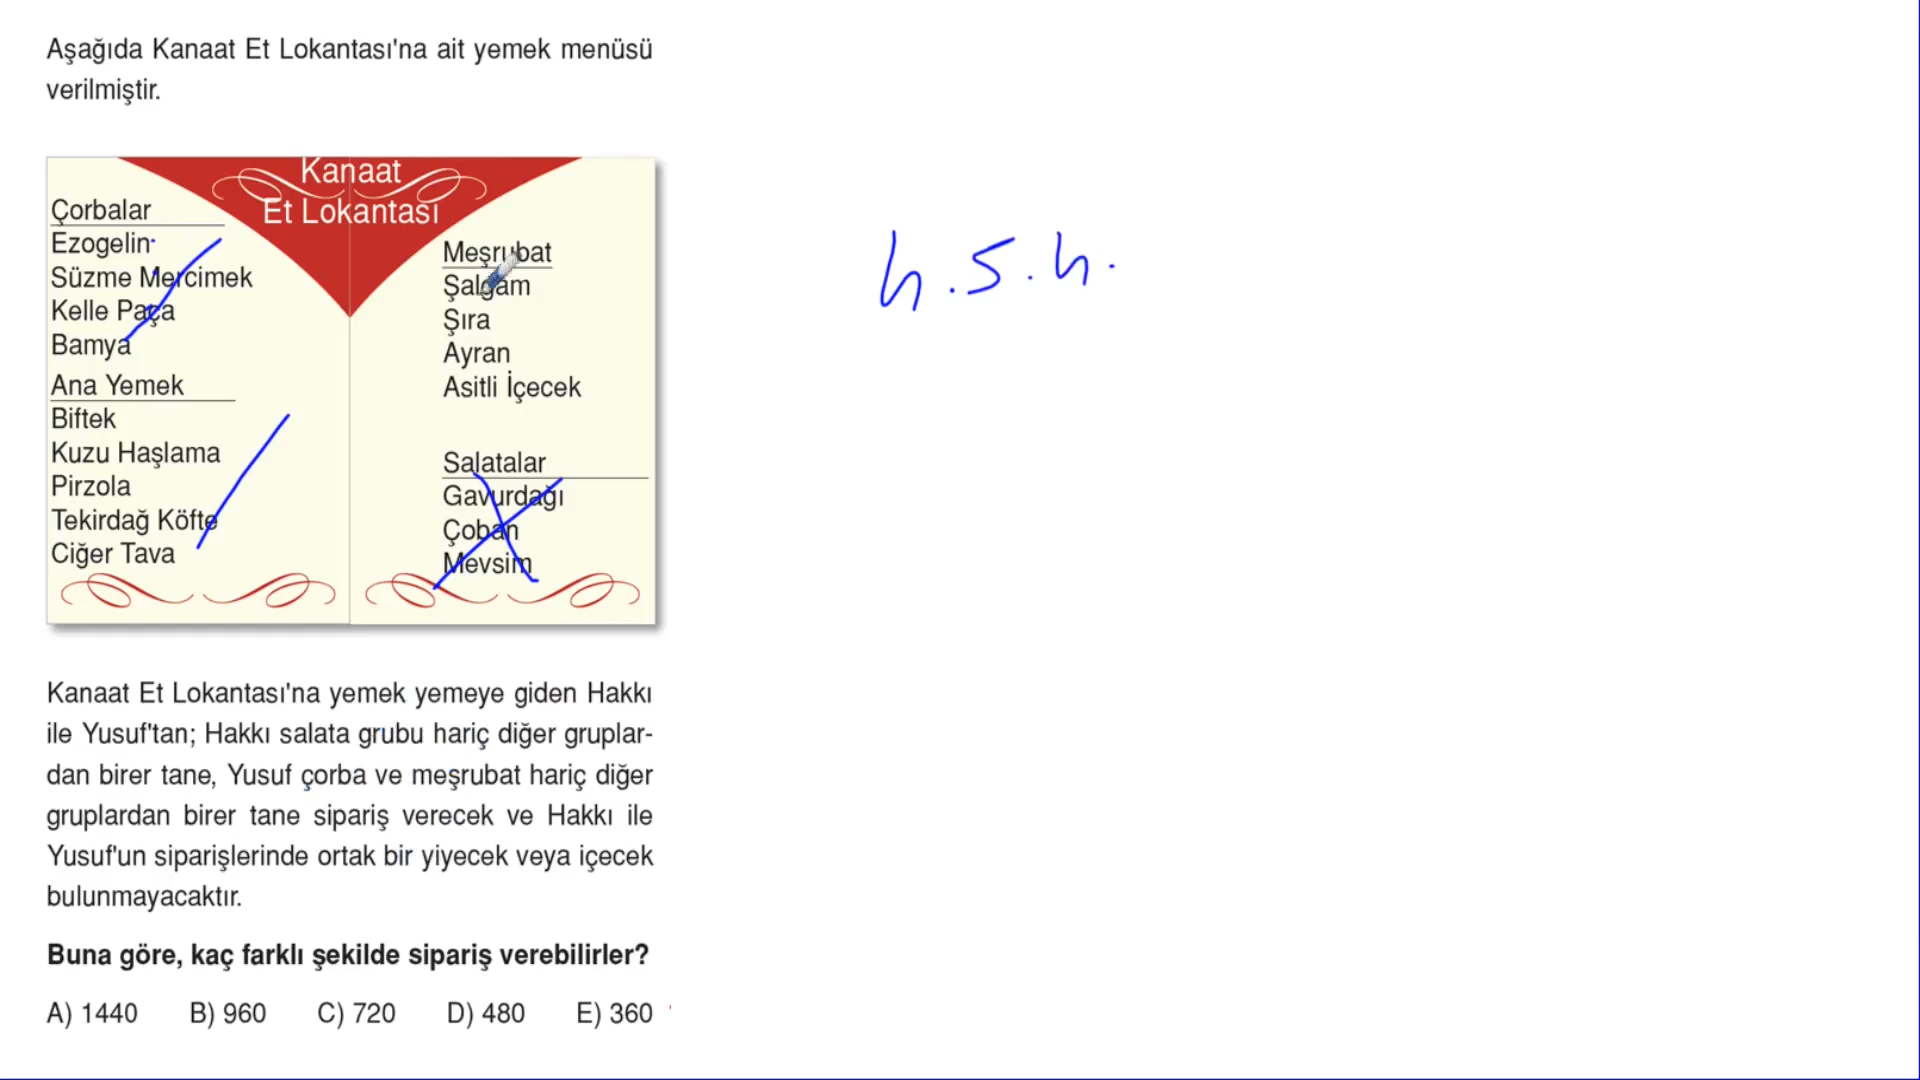 Aşağıda Kanaat Et Lokantası'na ait yemek menüsü
verilmiştir.
Kanaat
Et Lokantası
Çorbalar
Ezogelin
Süzme Mercimek
Kelle Paça
Bamya
Ana Yemek
Biftek
Kuzu Haşlama
Pirzola
Tekirdağ Köfte
Ciğer Tava
Meşrubat
Şalgam
Şıra
Ayran
Asitli İçecek
Salatalar
Gavurdağı
Çoban
Mevsim
4.5.4.
Kanaat Et Lokantası'na yemek yemeye giden Hakkı
ile Yusuf'tan; Hakkı salata grubu hariç diğer gruplar-
dan birer tane, Yusuf çorba ve meşrubat hariç diğer
gruplardan birer tane sipariş verecek ve Hakkı ile
Yusuf'un siparişlerinde ortak bir yiyecek veya içecek
bulunmayacaktır.
Buna göre, kaç farklı şekilde sipariş verebilirler?
A) 1440 B) 960 C) 720 D) 480 E) 360